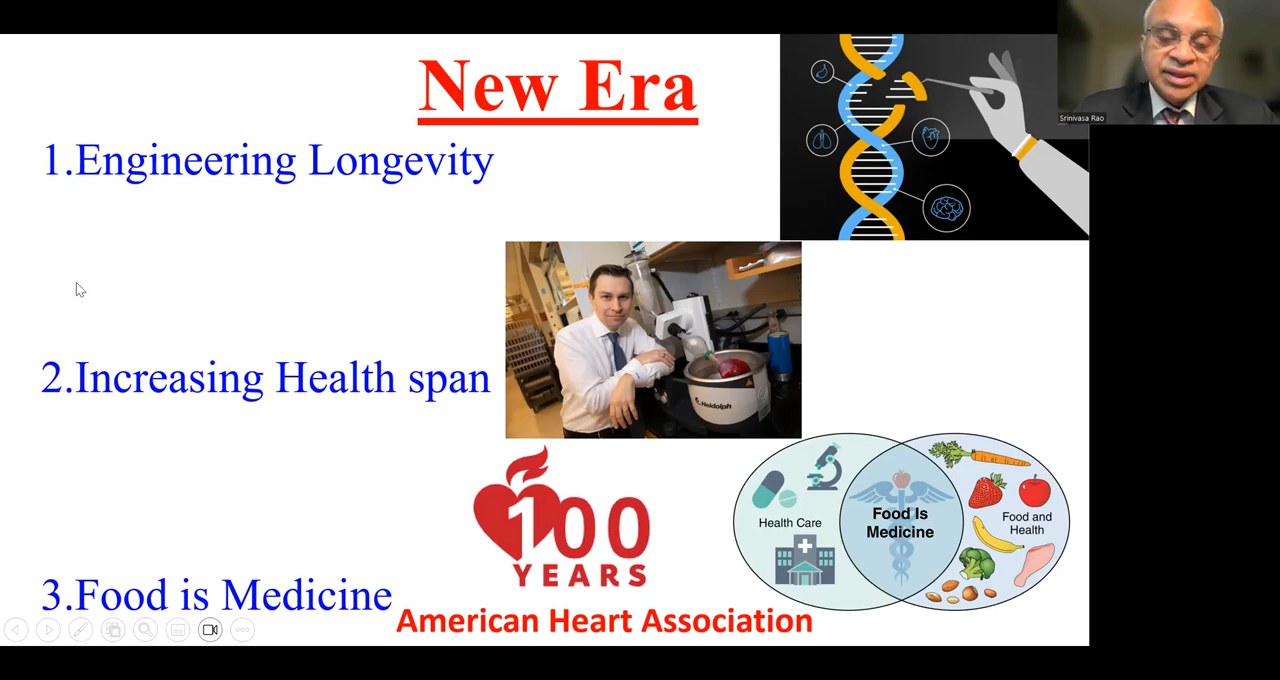 New Era
Srinivasa Rao
1.Engineering Longevity
2.Increasing Health span
Heidolph
100
YEARS
American Heart Association
Health Care
Food Is
Medicine
Food and
Health
3.Food is Medicine